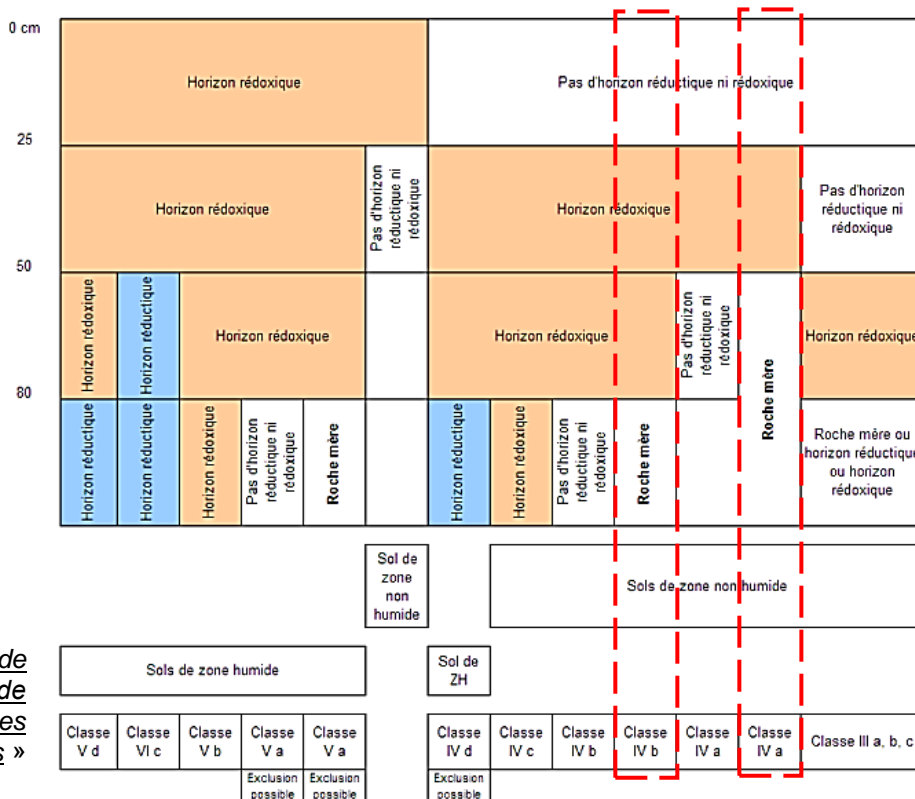 0 cm
Horizon rédoxique
Pas d'horizon réductique ni rédoxique
25
Horizon rédoxique
Pas d'horizon
réductique ni
rédoxique
Horizon rédoxique
Pas d'horizon
réductique ni
rédoxique
50
Horizon rédoxique
Horizon réductique
Horizon rédoxique
Horizon rédoxique
Pas d'horizon
réductique ni
rédoxique
Roche mère
Horizon rédoxique
80
Horizon réductique
Horizon réductique
Horizon rédoxique
Pas d'horizon
réductique ni
rédoxique
Roche mère
Horizon réductique
Horizon rédoxique
Pas d'horizon
réductique ni
rédoxique
Roche mère
Roche mère ou
horizon réductique
ou horizon
rédoxique
Sol de
zone
non
humide
Sols de zone non humide
de
de
es
s »
Sols de zone humide
Sol de
ZH
Classe
V d
Classe
VI c
Classe
V b
Classe
V a
Classe
V a
Classe
IV d
Classe
IV c
Classe
IV b
Classe
IV b
Classe
IV a
Classe
IV a
Classe III a, b, c
Exclusion
possible
Exclusion
possible
Exclusion
possible